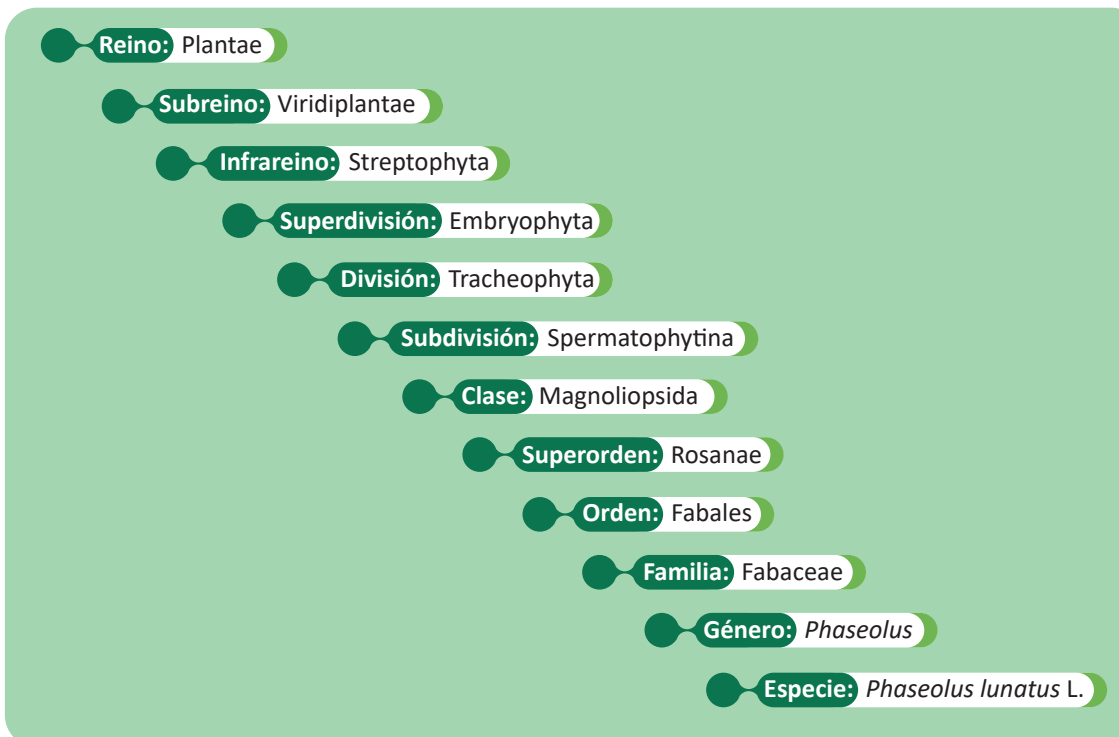 Reino: Plantae
Subreino: Viridiplantae
Infrareino: Streptophyta
Superdivisión: Embryophyta
División: Tracheophyta
Subdivisión: Spermatophytina
Clase: Magnoliopsida
Superorden: Rosanae
Orden: Fabales
Familia: Fabaceae
Género: Phaseolus
Especie: Phaseolus lunatus L.